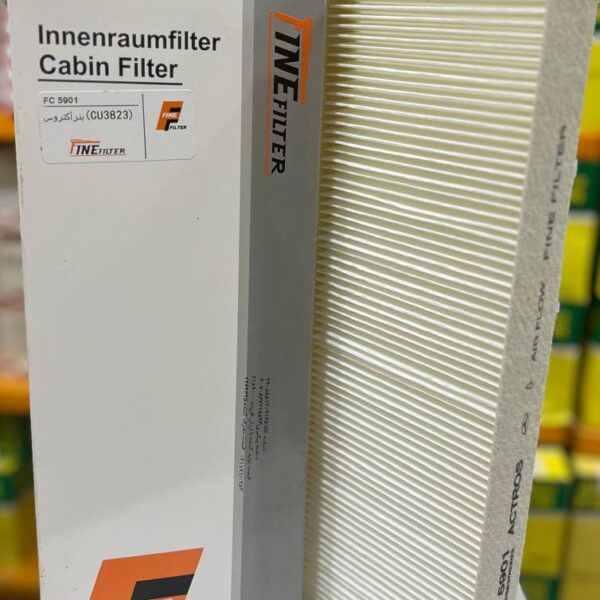 Innenraumfilter
Cabin Filter
FC 5901
بنز آکتروس (CU3823)
FINE FILTER
FINE
FILTER
FINE FILTER
5901 ACTROS
AIR FLOW FINE FILTER